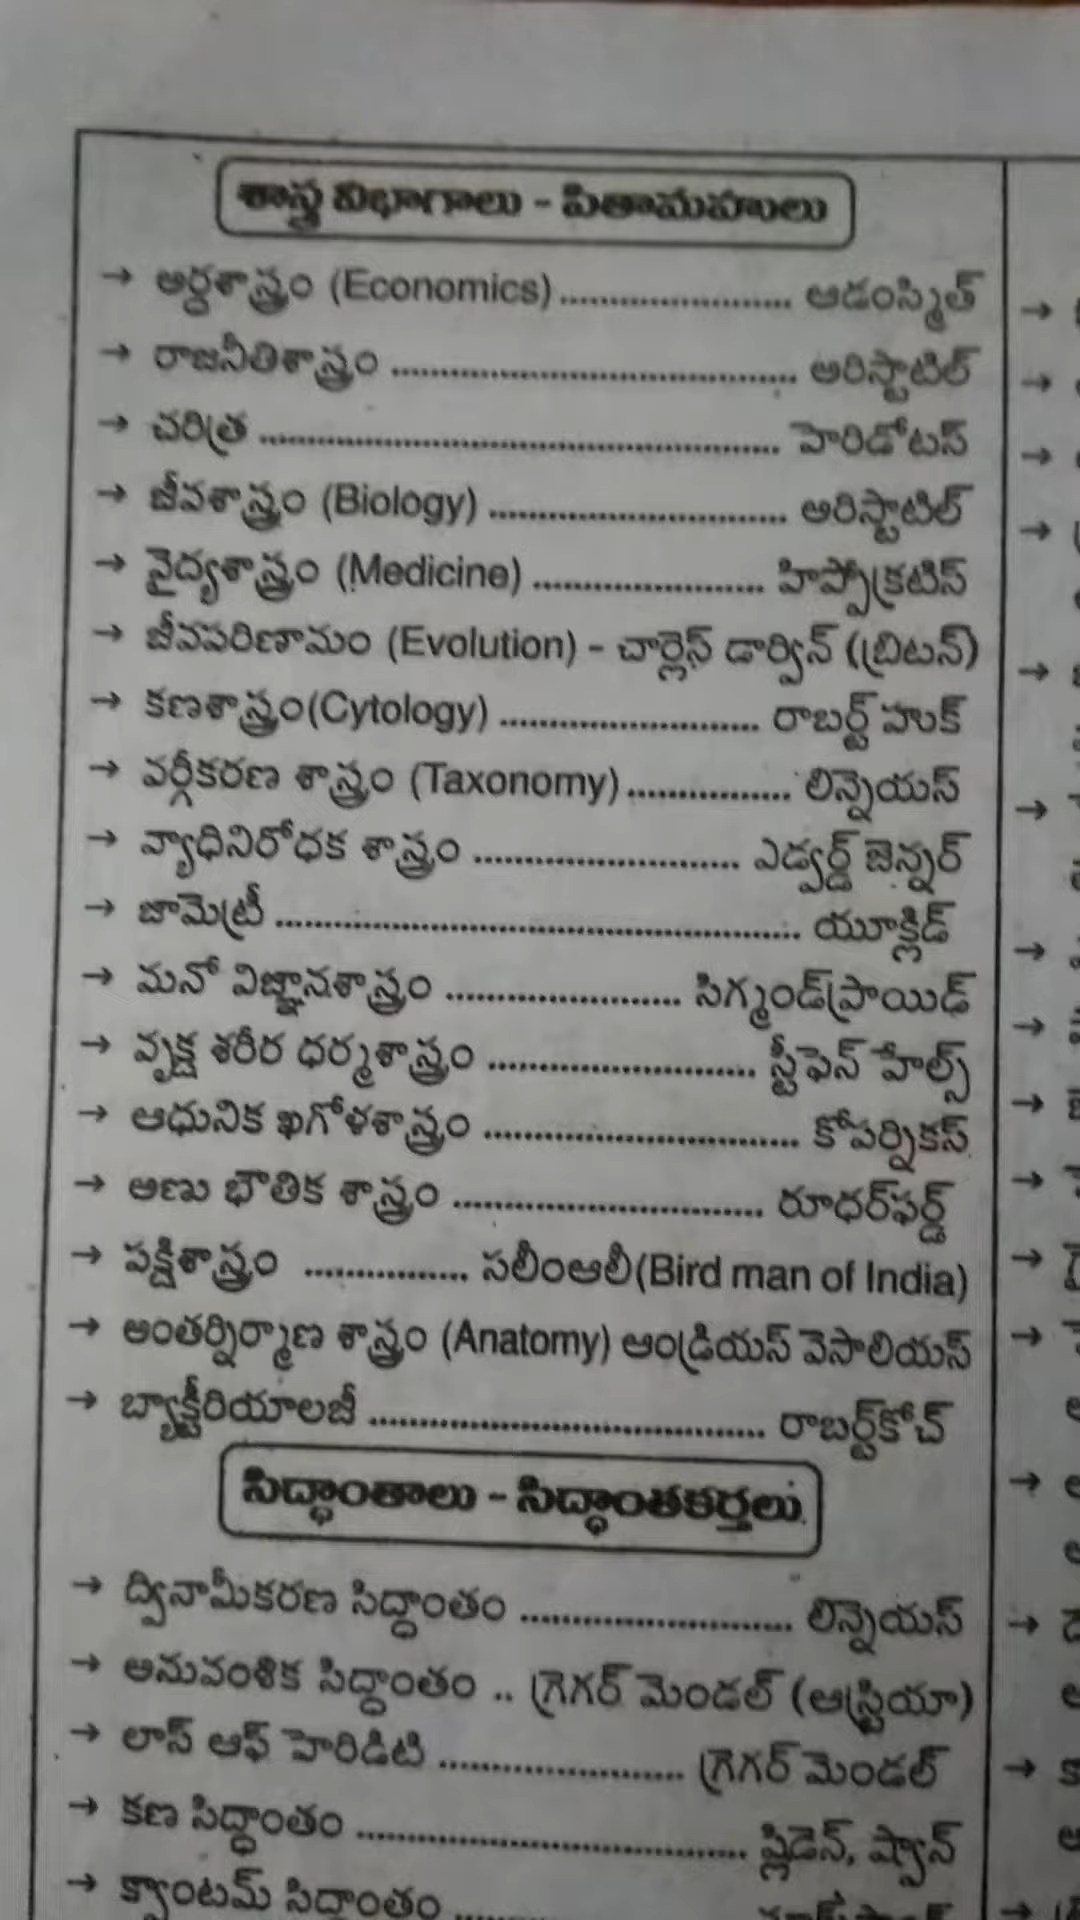 శాస్త్ర విభాగాలు - పితామహులు
→ అర్థశాస్త్రం (Economics)........................ ఆడంస్మిత్
→ రాజనీతిశాస్త్రం .......................................... అరిస్టాటిల్
→ చరిత్ర ...................................................... హెరిడోటస్
→ జీవశాస్త్రం (Biology) ............................... ఆరిస్టాటిల్
→ వైద్యశాస్త్రం (Medicine) ........................ హిప్పోక్రటిస్
→ జీవపరిణామం (Evolution) - చార్లెస్ డార్విన్ (బ్రిటన్)
→ కణశాస్త్రం(Cytology) ........................... రాబర్ట్ హుక్
→ వర్గీకరణ శాస్త్రం (Taxonomy)................. లిన్నెయస్
→ వ్యాధినిరోధక శాస్త్రం ............................ ఎడ్వర్డ్ జెన్నర్
→ జామెట్రీ ....................................................... యూక్లిడ్
→ మనో విజ్ఞానశాస్త్రం ......................... సిగ్మండ్‌ప్రాయిడ్
→ వృక్ష శరీర ధర్మశాస్త్రం ............................ స్టీఫెన్ హేల్స్
→ ఆధునిక ఖగోళశాస్త్రం ................................. కోపర్నికస్
→ అణు భౌతిక శాస్త్రం ................................ రూధర్‌ఫర్డ్
→ పక్షిశాస్త్రం ................. సలీంఆలీ(Bird man of India)
→ అంతర్నిర్మాణ శాస్త్రం (Anatomy) ఆండ్రియస్ వెసాలియస్
→ బ్యాక్టీరియాలజీ ......................................... రాబర్ట్‌కోచ్
సిద్ధాంతాలు - సిద్ధాంతకర్తలు
→ ద్వినామీకరణ సిద్ధాంతం ............................ లిన్నెయస్
→ అనువంశిక సిద్ధాంతం .. గ్రెగర్ మెండల్ (ఆస్ట్రియా)
→ లాస్ ఆఫ్ హెరిడిటి ......................... గ్రెగర్ మెండల్
→ కణ సిద్ధాంతం ......................................... ష్లిడెన్, ష్వాన్
→ క్వాంటమ్ సిద్ధాంతం